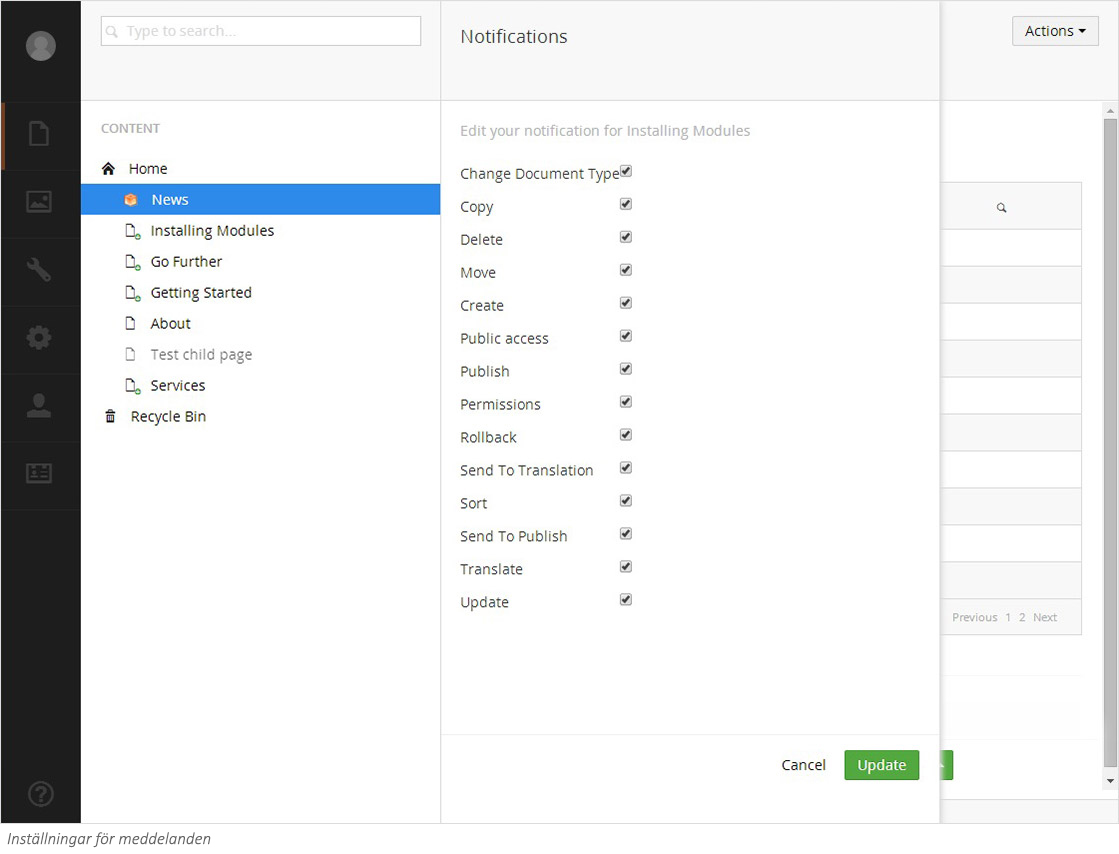 Type to search...
Notifications
Actions
CONTENT
Home
News
Installing Modules
Go Further
Getting Started
About
Test child page
Services
Recycle Bin
Edit your notification for Installing Modules
Change Document Type
Copy
Delete
Move
Create
Public access
Publish
Permissions
Rollback
Send To Translation
Sort
Send To Publish
Translate
Update
Previous 1 2 Next
Cancel
Update
?
Inställningar för meddelanden